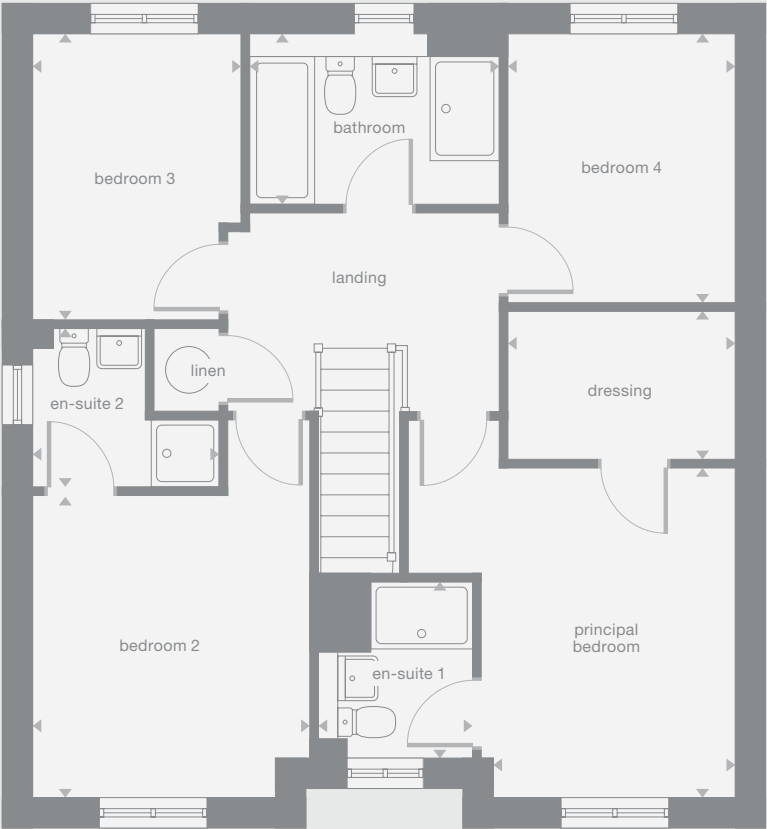 bathroom
bedroom 3
bedroom 4
landing
linen
dressing
en-suite 2
bedroom 2
principal
bedroom
en-suite 1